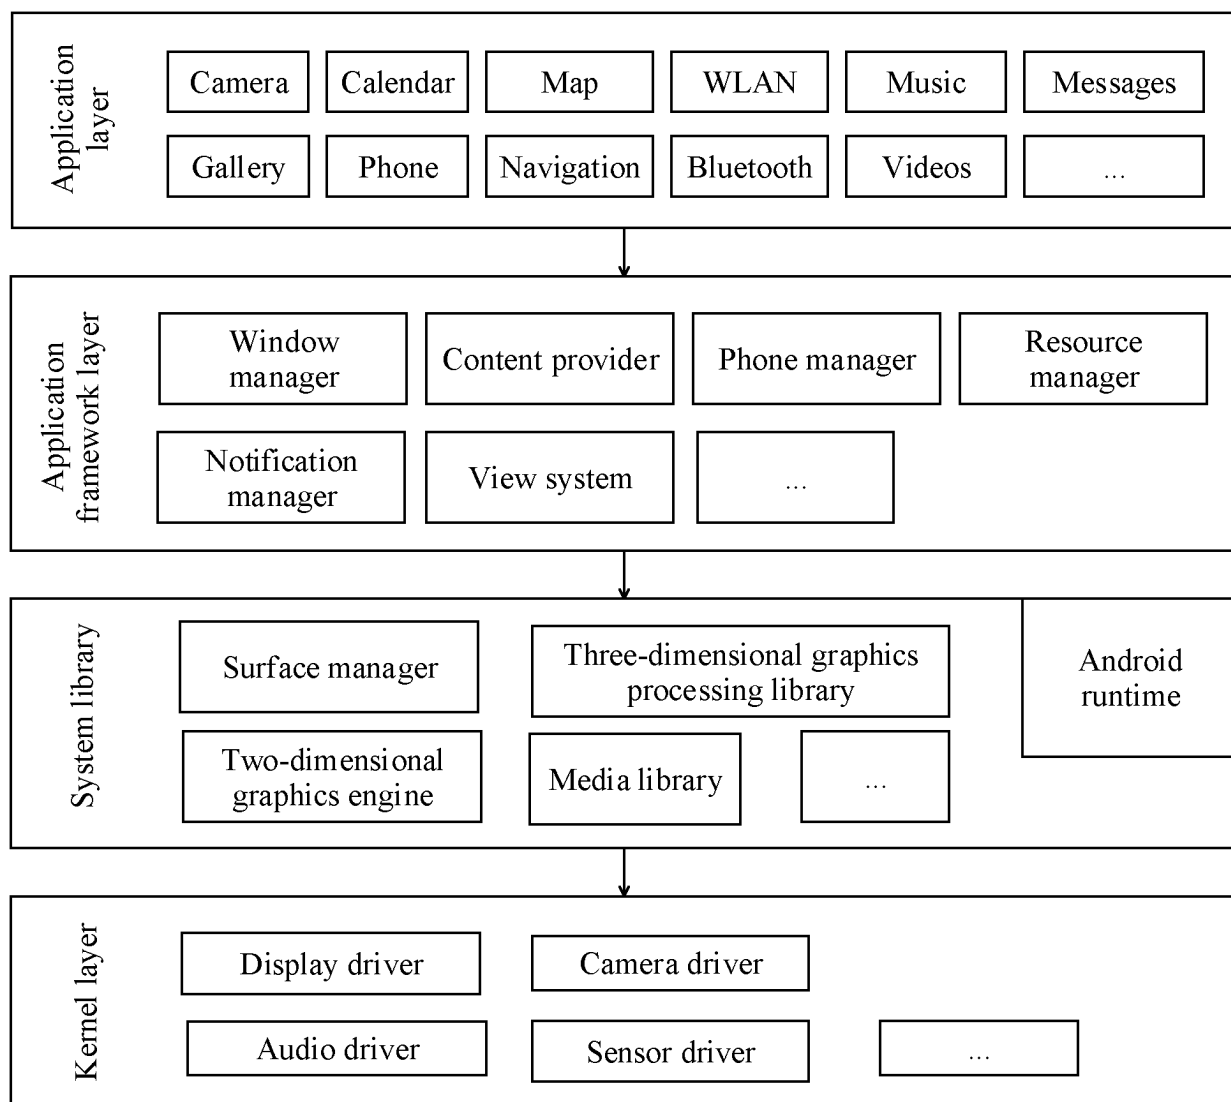 Application
layer
Camera
Calendar
Map
WLAN
Music
Messages
Gallery
Phone
Navigation
Bluetooth
Videos
...
Application
framework layer
Window
manager
Content provider
Phone manager
Resource
manager
Notification
manager
View system
...
System library
Surface manager
Three-dimensional graphics
processing library
Android
runtime
Two-dimensional
graphics engine
Media library
...
Kernel layer
Display driver
Camera driver
Audio driver
Sensor driver
...